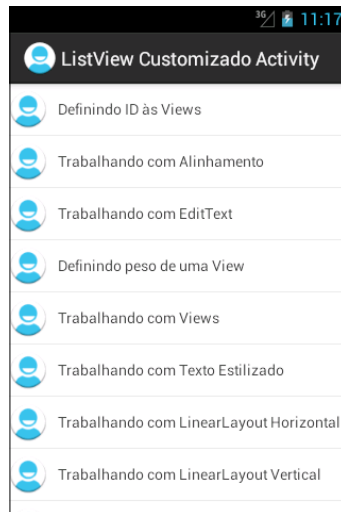 3G 11:17
ListView Customizado Activity
Definindo ID às Views
Trabalhando com Alinhamento
Trabalhando com EditText
Definindo peso de uma View
Trabalhando com Views
Trabalhando com Texto Estilizado
Trabalhando com LinearLayout Horizontal
Trabalhando com LinearLayout Vertical